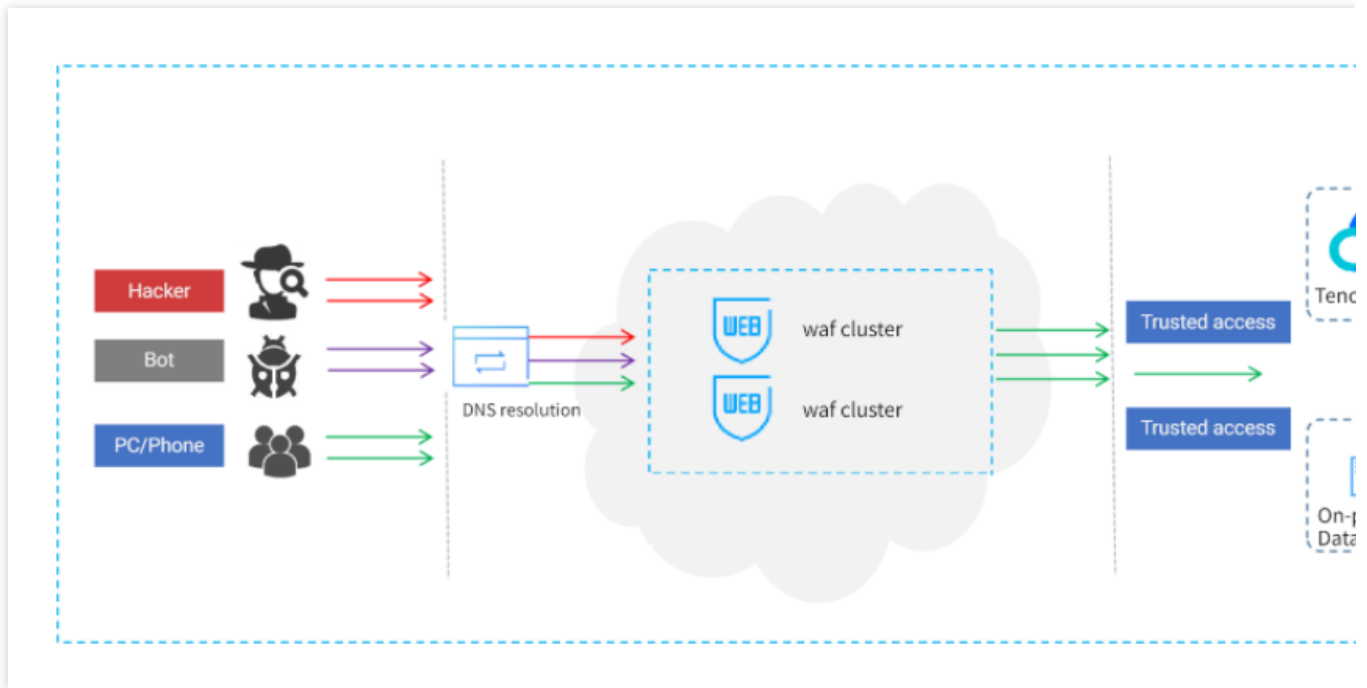 Hacker
Bot
PC/Phone
DNS resolution
WEB
waf cluster
WEB
waf cluster
Trusted access
Trusted access